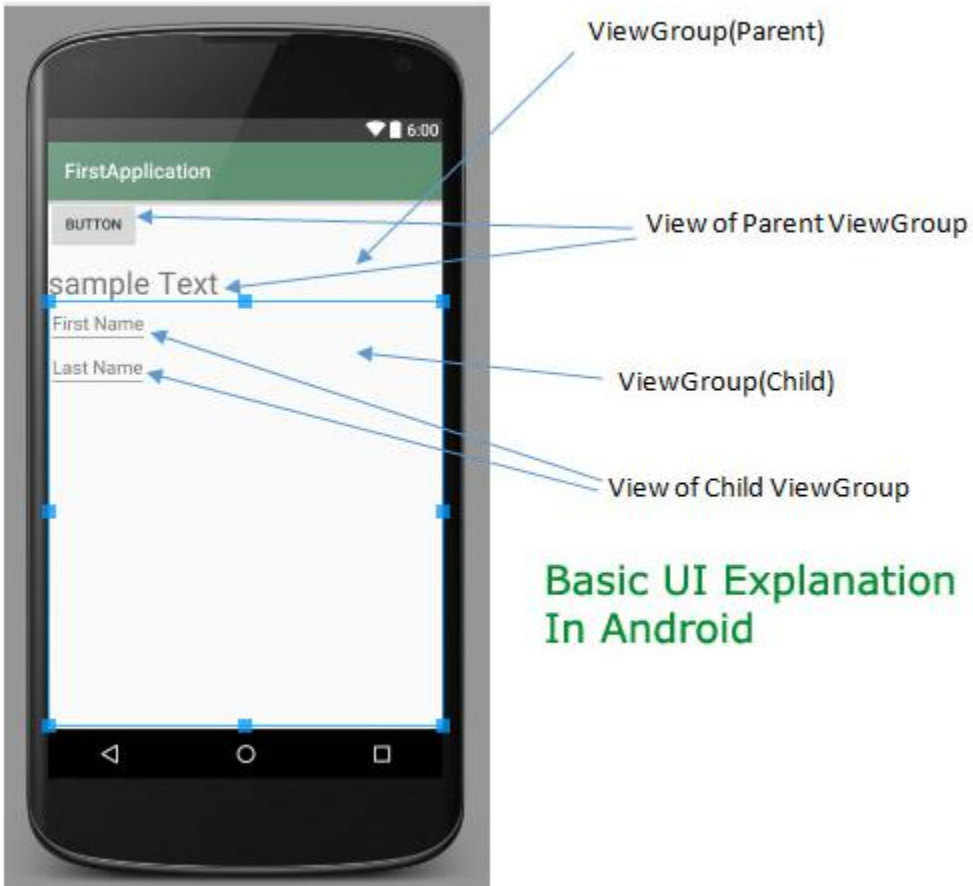 ViewGroup(Parent)
6:00
FirstApplication
BUTTON
View of Parent ViewGroup
sample Text
First Name
Last Name
ViewGroup(Child)
View of Child ViewGroup
Basic UI Explanation
In Android